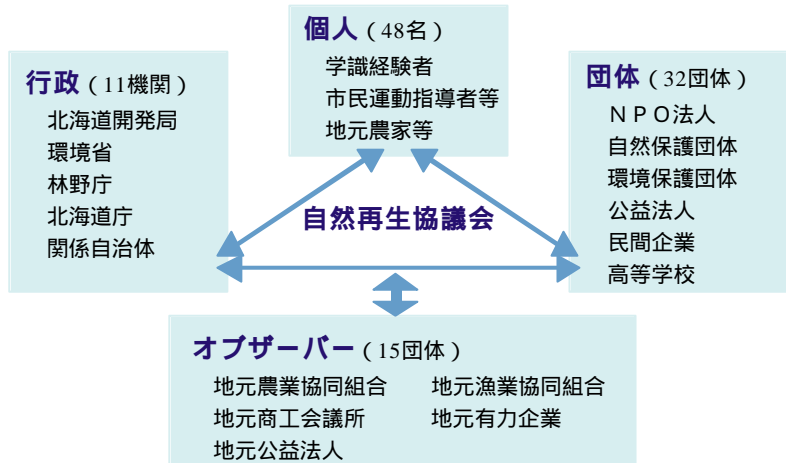 個人（48名）
学識経験者
市民運動指導者等
地元農家等
行政（11機関）
北海道開発局
環境省
林野庁
北海道庁
関係自治体
団体（32団体）
ＮＰＯ法人
自然保護団体
環境保護団体
公益法人
民間企業
高等学校
自然再生協議会
オブザーバー（15団体）
地元農業協同組合　地元漁業協同組合
地元商工会議所　地元有力企業
地元公益法人